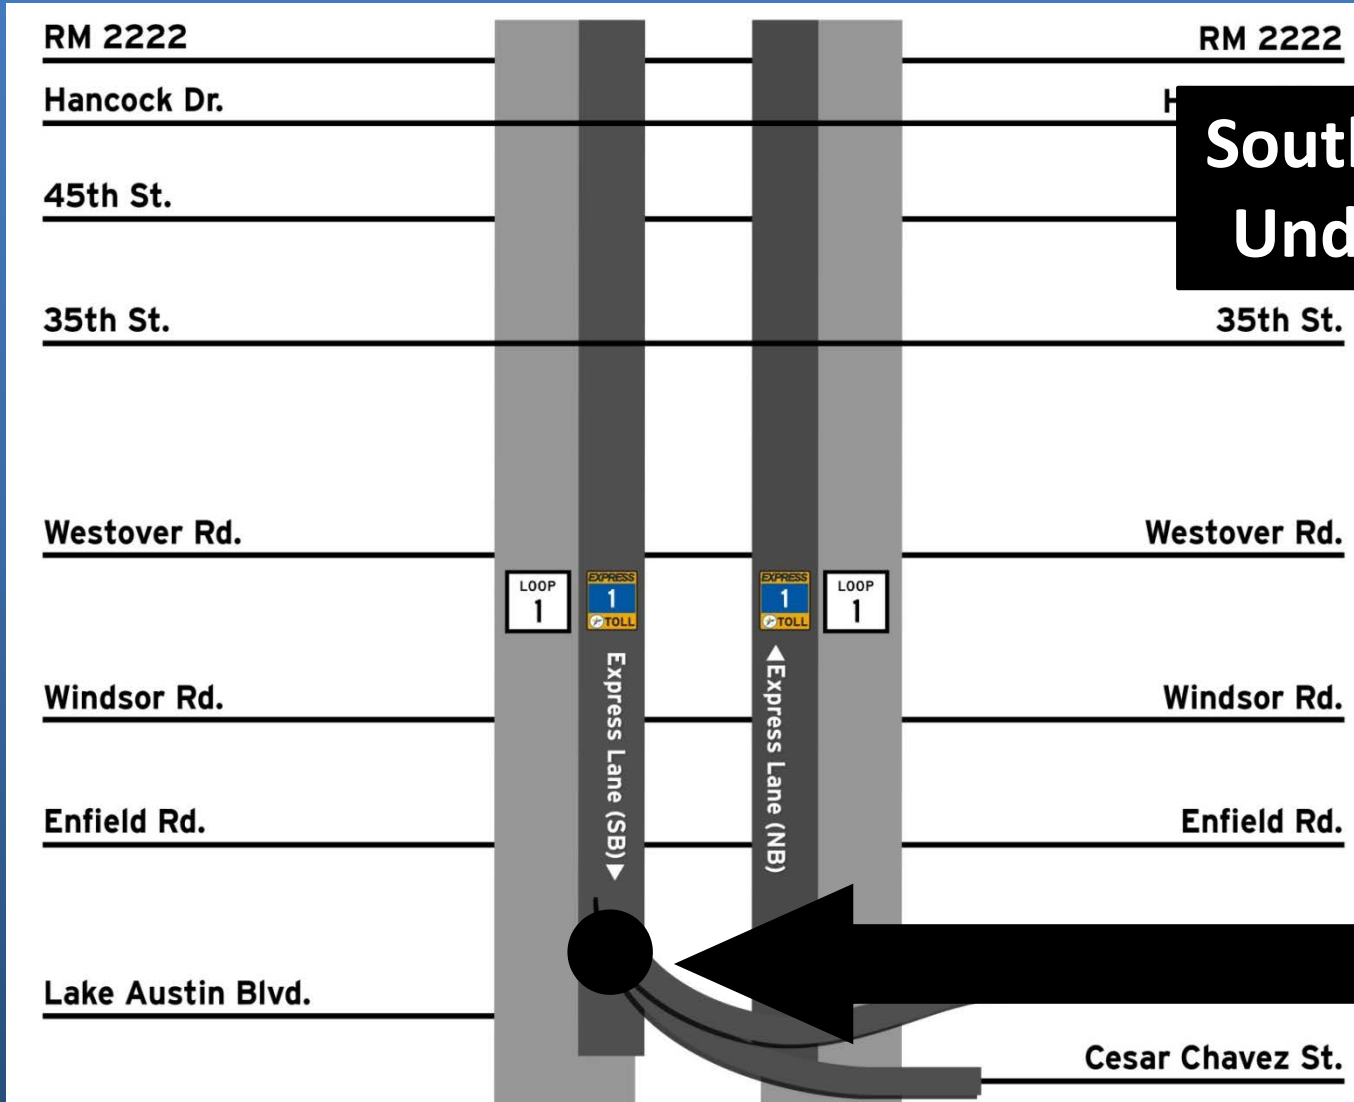 RM 2222
RM 2222
Hancock Dr.
45th St.
35th St.
35th St.
Westover Rd.
Westover Rd.
LOOP
1
EXPRESS
1
TOLL
EXPRESS
1
TOLL
LOOP
1
Express Lane (SB)
Express Lane (NB)
Windsor Rd.
Windsor Rd.
Enfield Rd.
Enfield Rd.
Lake Austin Blvd.
Cesar Chavez St.